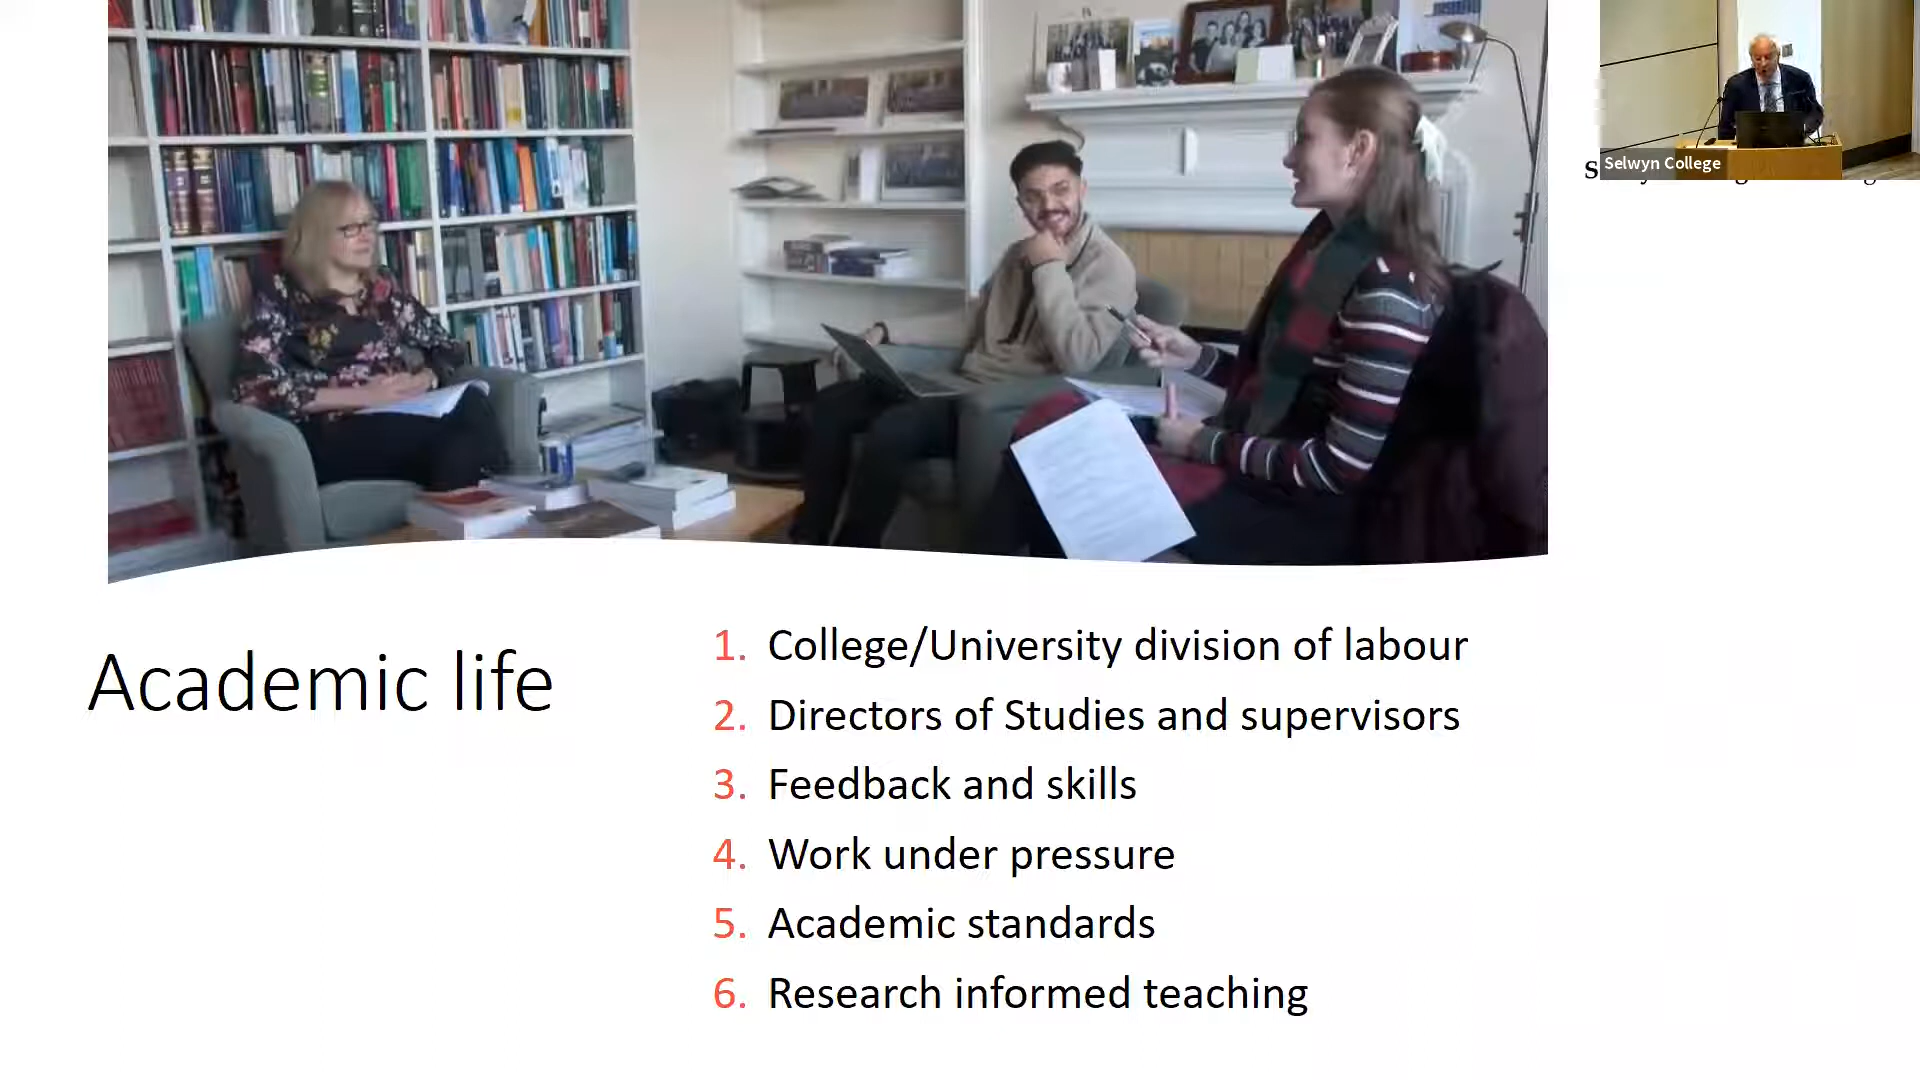 Selwyn College
Academic life
1. College/University division of labour
2. Directors of Studies and supervisors
3. Feedback and skills
4. Work under pressure
5. Academic standards
6. Research informed teaching